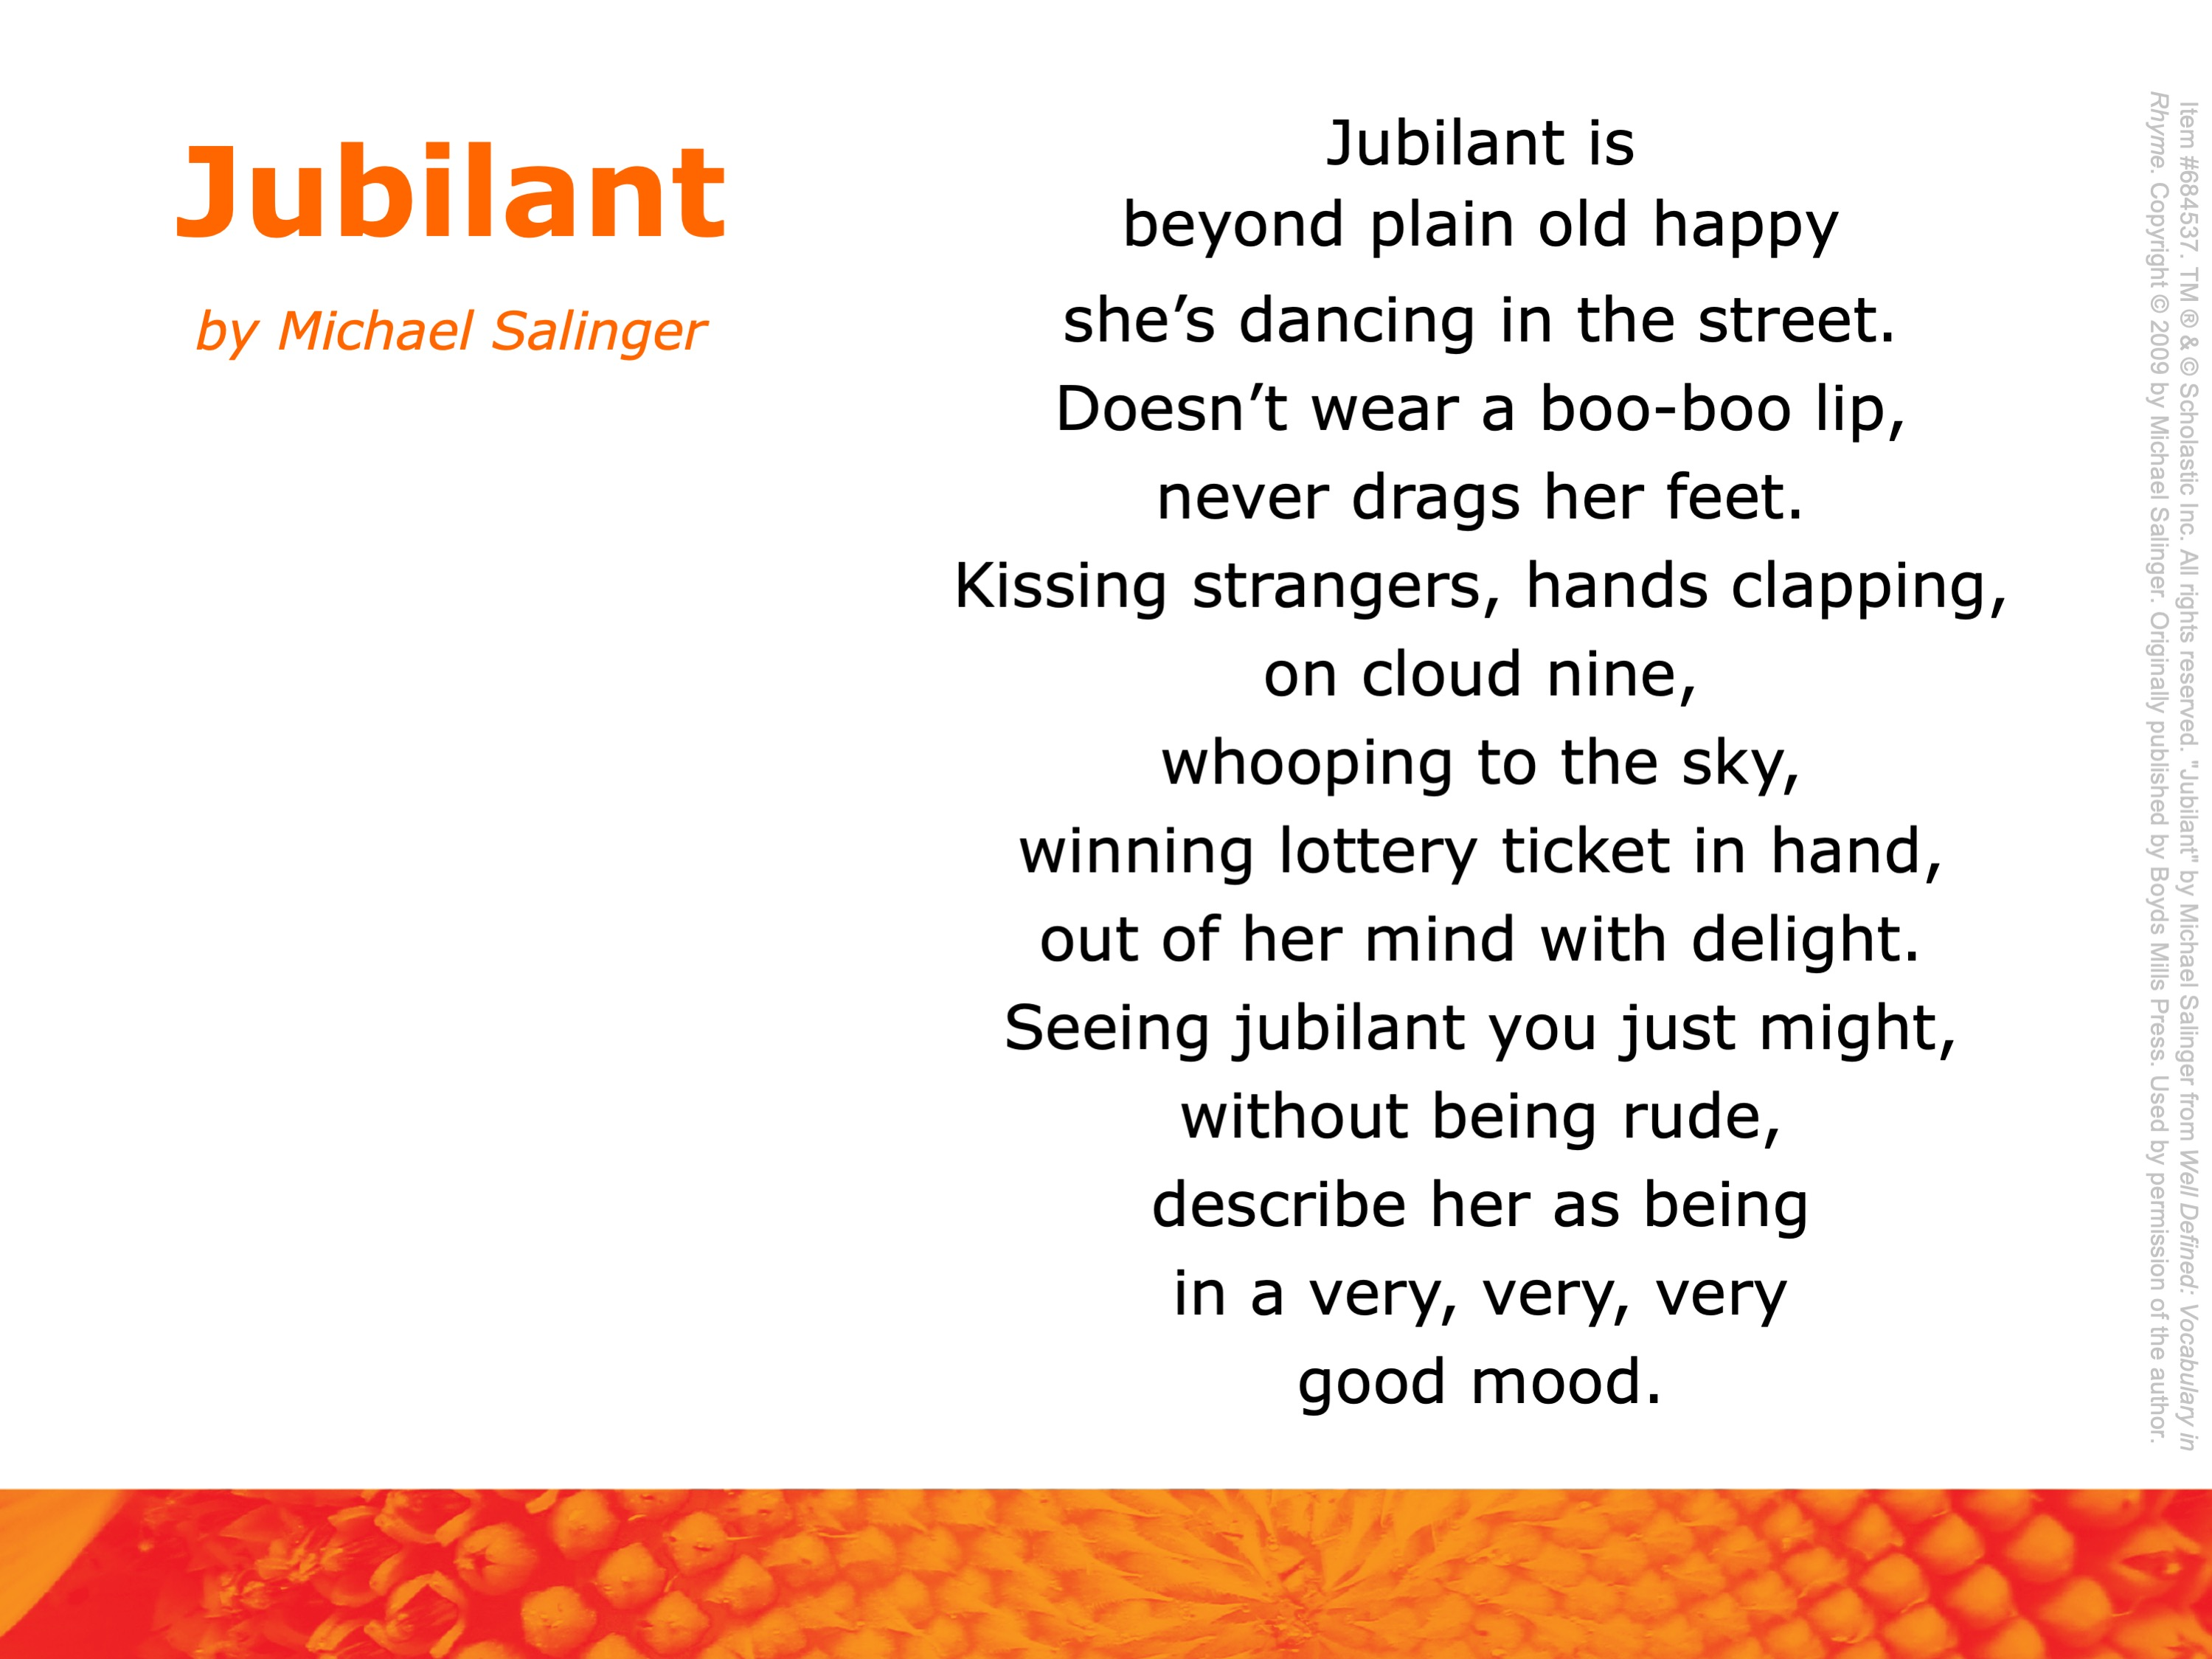 Jubilant
by Michael Salinger
Jubilant is
beyond plain old happy
she’s dancing in the street.
Doesn’t wear a boo-boo lip,
never drags her feet.
Kissing strangers, hands clapping,
on cloud nine,
whooping to the sky,
winning lottery ticket in hand,
out of her mind with delight.
Seeing jubilant you just might,
without being rude,
describe her as being
in a very, very, very
good mood.
Item #684537. TM ® & © Scholastic Inc. All rights reserved. "Jubilant" by Michael Salinger from Well Defined: Vocabulary in
Rhyme. Copyright © 2009 by Michael Salinger. Originally published by Boyds Mills Press. Used by permission of the author.